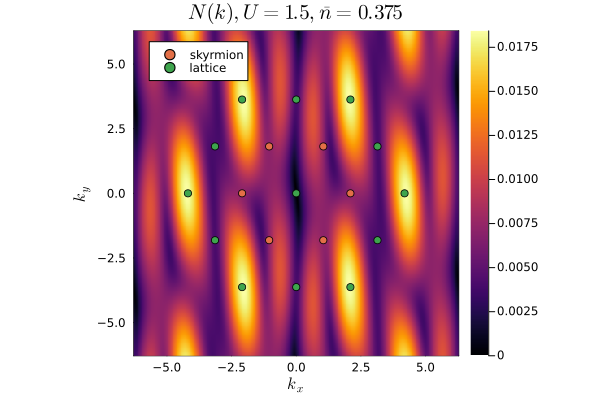 N(k), U = 1.5, n̄ = 0.375
skyrmion
lattice
5.0
2.5
0.0
−2.5
−5.0
k_y
−5.0 −2.5 0.0 2.5 5.0
k_x
0.0175
0.0150
0.0125
0.0100
0.0075
0.0050
0.0025
0